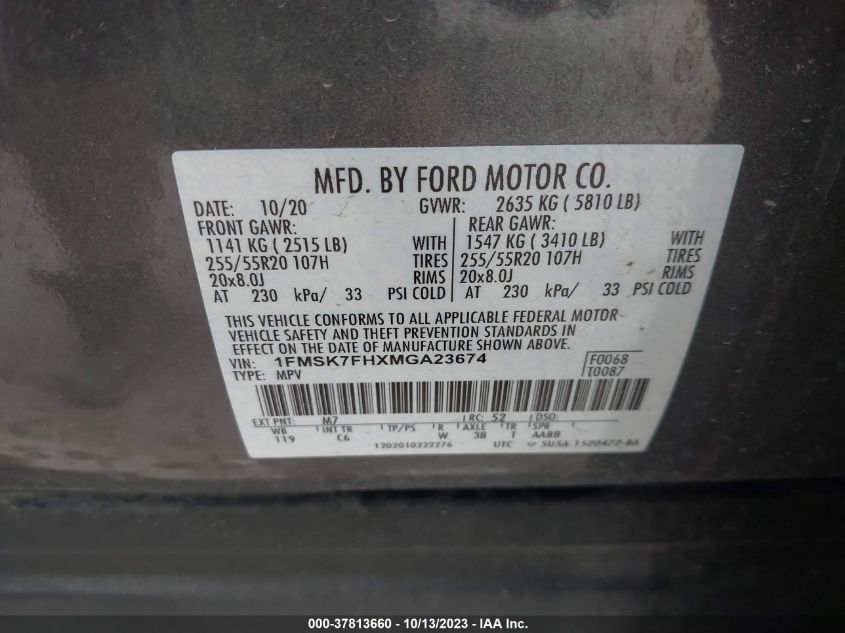 MFD. BY FORD MOTOR CO.
DATE: 10/20 GVWR: 2635 KG ( 5810 LB)
FRONT GAWR: REAR GAWR:
1141 KG ( 2515 LB) WITH 1547 KG ( 3410 LB) WITH
255/55R20 107H TIRES 255/55R20 107H TIRES
20x8.0J RIMS 20x8.0J RIMS
AT 230 kPa/ 33 PSI COLD AT 230 kPa/ 33 PSI COLD
THIS VEHICLE CONFORMS TO ALL APPLICABLE FEDERAL MOTOR
VEHICLE SAFETY AND THEFT PREVENTION STANDARDS IN
EFFECT ON THE DATE OF MANUFACTURE SHOWN ABOVE.
VIN: 1FMSK7FHXMGA23674 F0068
TYPE: MPV T0087
EXT PNT: M7 RC: 52 DSO:
WB INT TR TP/PS R AXLE TR SPR
119 C6 W 3B T AABB
1202010222276 UTC 5USA-1520472-BA
000-37813660 - 10/13/2023 - IAA Inc.